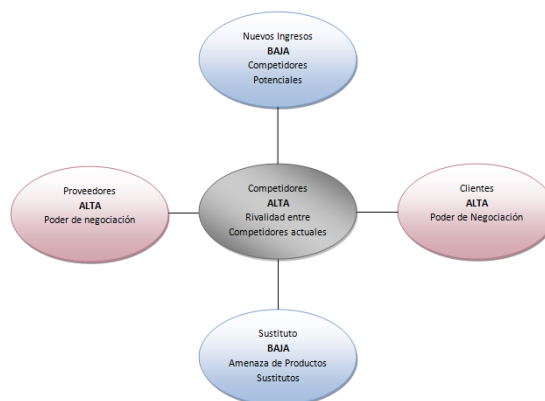 Nuevos Ingresos
BAJA
Competidores
Potenciales
Proveedores
ALTA
Poder de negociación
Competidores
ALTA
Rivalidad entre
Competidores actuales
Clientes
ALTA
Poder de Negociación
Sustituto
BAJA
Amenaza de Productos
Sustitutos